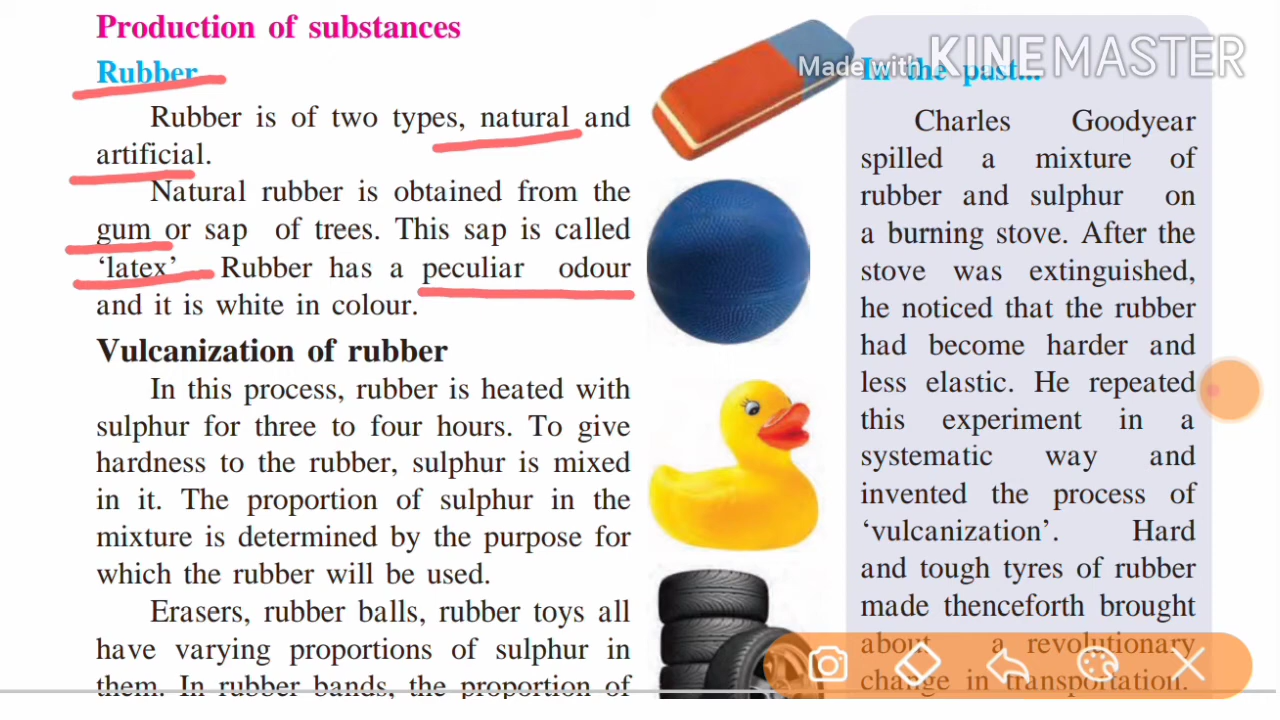 Production of substances
Rubber
Rubber is of two types, natural and
artificial.
Natural rubber is obtained from the
gum or sap of trees. This sap is called
‘latex’ Rubber has a peculiar odour
and it is white in colour.
Vulcanization of rubber
In this process, rubber is heated with
sulphur for three to four hours. To give
hardness to the rubber, sulphur is mixed
in it. The proportion of sulphur in the
mixture is determined by the purpose for
which the rubber will be used.
Erasers, rubber balls, rubber toys all
have varying proportions of sulphur in
them. In rubber bands, the proportion of
Made with KINEMASTER
In the past...
Charles Goodyear
spilled a mixture of
rubber and sulphur on
a burning stove. After the
stove was extinguished,
he noticed that the rubber
had become harder and
less elastic. He repeated
this experiment in a
systematic way and
invented the process of
‘vulcanization’. Hard
and tough tyres of rubber
made thenceforth brought
about a revolutionary
change in transportation.